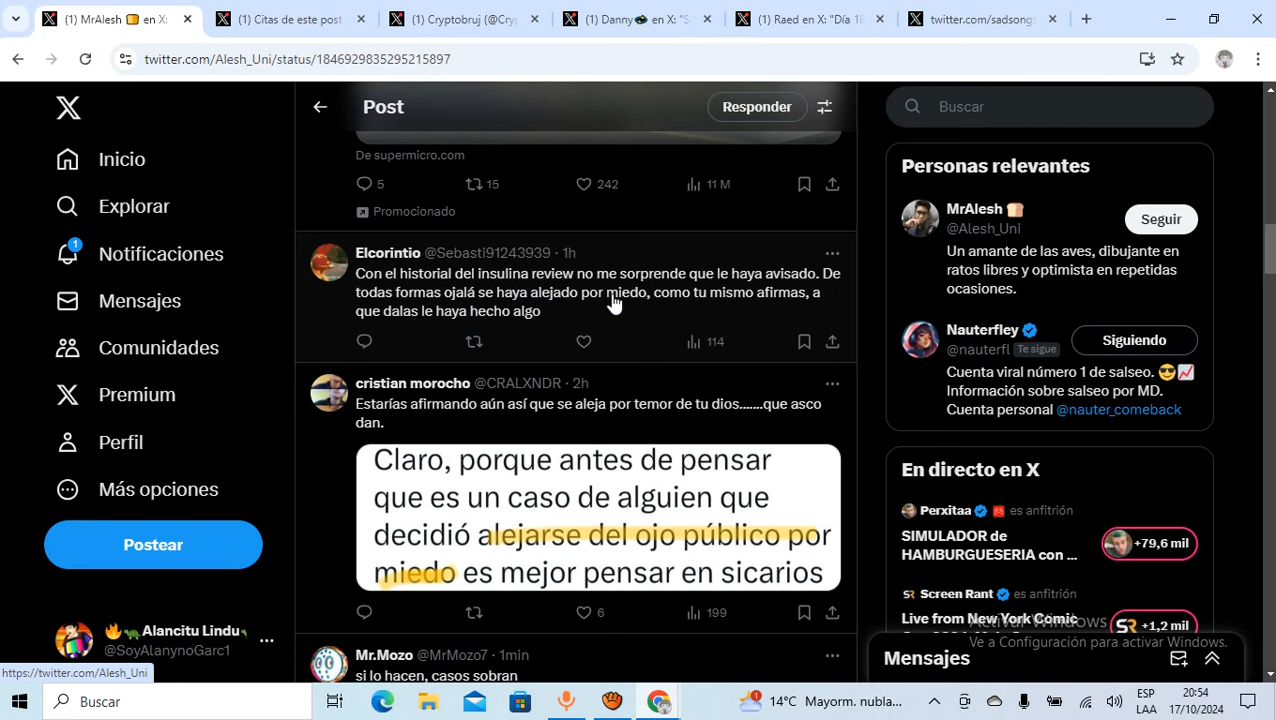 (1) MrAlesh 🍞 en X:
(1) Citas de este post
(1) Cryptobruj (@Cry
(1) Danny en X: "S
(1) Raed en X: "Día 18
twitter.com/sadsongs
twitter.com/Alesh_Uni/status/1846929835295215897
Inicio
Explorar
1
Notificaciones
Mensajes
Comunidades
Premium
Perfil
Más opciones
Postear
🔥🦖Alancitu Lindu
@SoyAlanynoGarc1
https://twitter.com/Alesh_Uni
Post
Responder
De supermicro.com
5 15 242 11 M
Promocionado
Elcorintio @Sebasti91243939 · 1h
Con el historial del insulina review no me sorprende que le haya avisado. De
todas formas ojalá se haya alejado por miedo, como tu mismo afirmas, a
que dalas le haya hecho algo
114
cristian morocho @CRALXNDR · 2h
Estarías afirmando aún así que se aleja por temor de tu dios.......que asco
dan.
Claro, porque antes de pensar
que es un caso de alguien que
decidió alejarse del ojo público por
miedo es mejor pensar en sicarios
6 199
Mr.Mozo @MrMozo7 · 1min
si lo hacen, casos sobran
Buscar
Personas relevantes
MrAlesh 🍞
@Alesh_Uni
Seguir
Un amante de las aves, dibujante en
ratos libres y optimista en repetidas
ocasiones.
Nauterfley
@nauterfl Te sigue
Siguiendo
Cuenta viral número 1 de salseo. 😎📈
Información sobre salseo por MD.
Cuenta personal @nauter_comeback
En directo en X
Perxitaa es anfitrión
SIMULADOR de
HAMBURGUESERIA con ...
+79,6 mil
Screen Rant es anfitrión
Live from New York Comic
+1,2 mil
Activar Windows
Ve a Configuración para activar Windows.
Mensajes
Buscar
1
14°C Mayorm. nubla...
ESP
LAA
20:54
17/10/2024